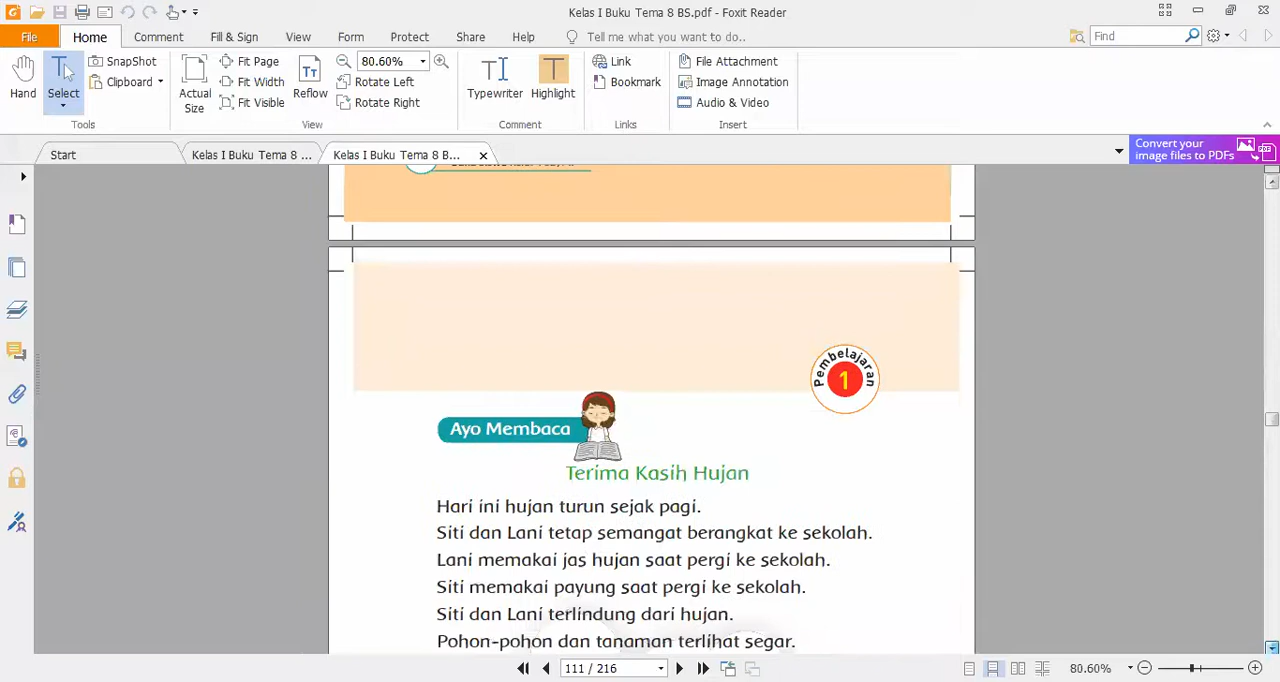 Kelas I Buku Tema 8 BS.pdf - Foxit Reader
File Home Comment Fill & Sign View Form Protect Share Help Tell me what you want to do.. Find
Hand
Select
SnapShot
Clipboard
Tools
Actual Size
Fit Page
Fit Width
Fit Visible
Reflow
80.60%
Rotate Left
Rotate Right
View
Typewriter
Highlight
Comment
Link
Bookmark
Links
File Attachment
Image Annotation
Audio & Video
Insert
Start
Kelas I Buku Tema 8 ...
Kelas I Buku Tema 8 B...
Convert your
image files to PDFs
Pembelajaran
1
Ayo Membaca
Terima Kasih Hujan
Hari ini hujan turun sejak pagi.
Siti dan Lani tetap semangat berangkat ke sekolah.
Lani memakai jas hujan saat pergi ke sekolah.
Siti memakai payung saat pergi ke sekolah.
Siti dan Lani terlindung dari hujan.
Pohon-pohon dan tanaman terlihat segar.
111 / 216
80.60%